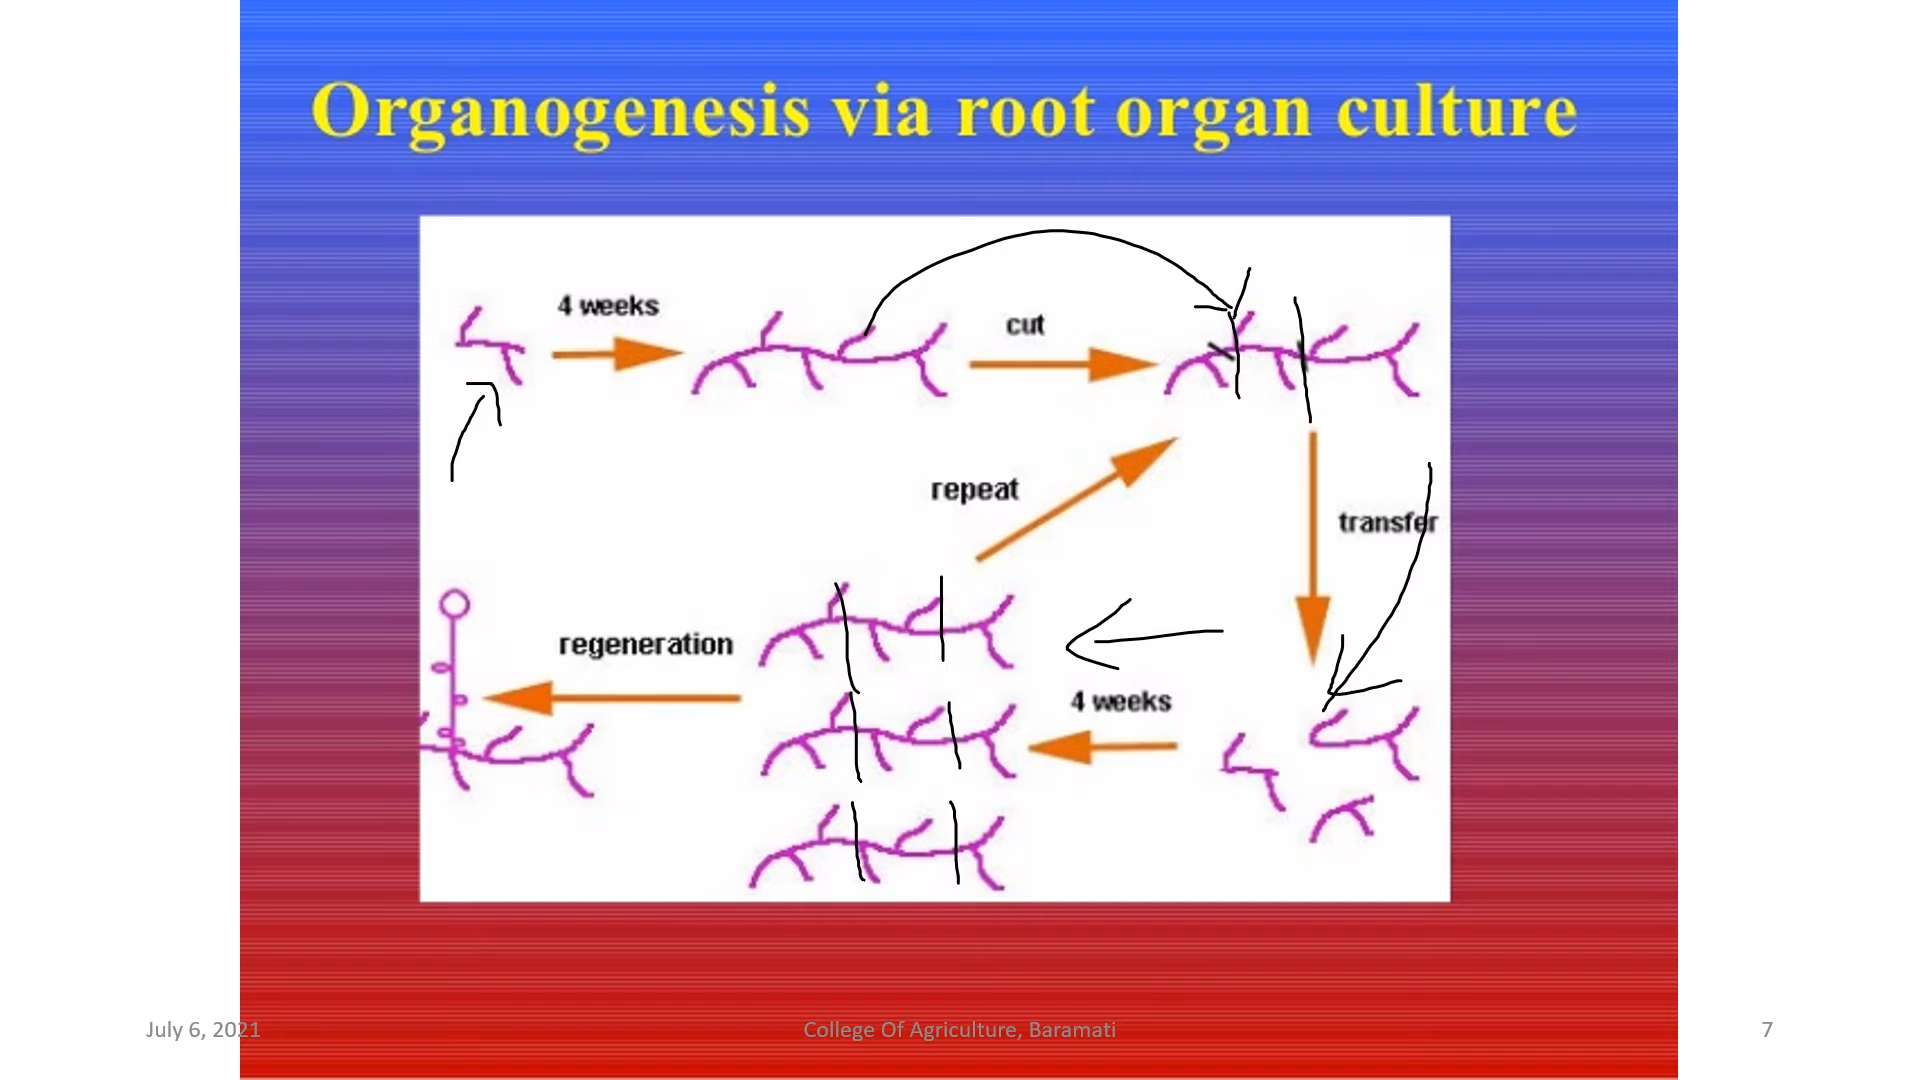 Organogenesis via root organ culture
4 weeks
cut
repeat
transfer
regeneration
4 weeks
July 6, 2021
College Of Agriculture, Baramati
7